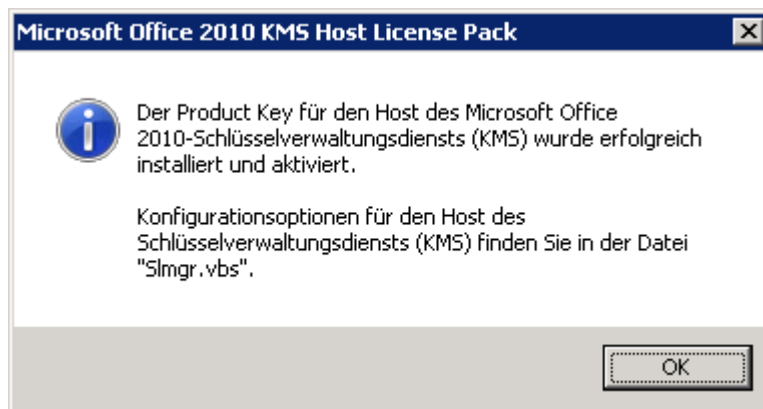 Microsoft Office 2010 KMS Host License Pack
Der Product Key für den Host des Microsoft Office
2010-Schlüsselverwaltungsdiensts (KMS) wurde erfolgreich
installiert und aktiviert.
Konfigurationsoptionen für den Host des
Schlüsselverwaltungsdiensts (KMS) finden Sie in der Datei
"Slmgr.vbs".
OK